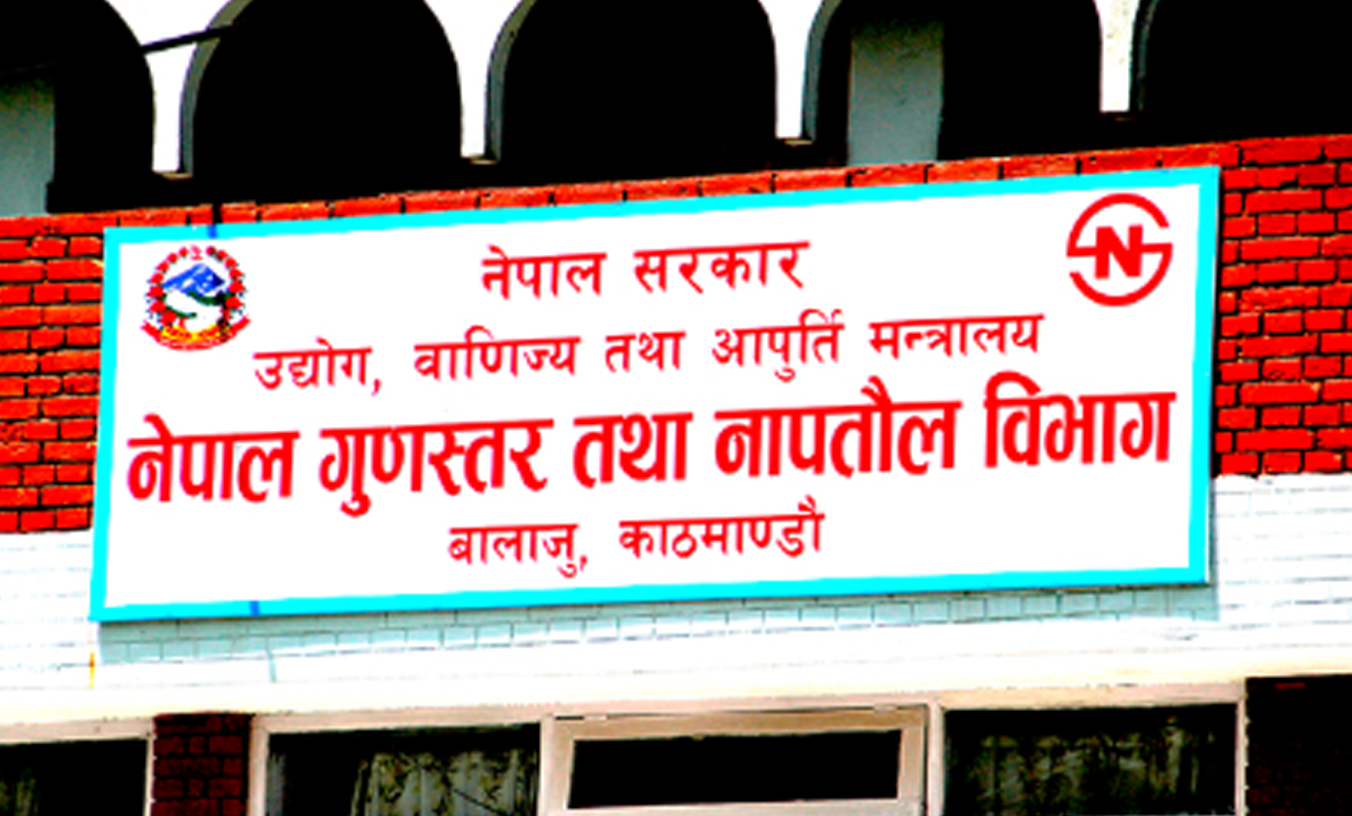 नेपाल सरकार
उद्योग, वाणिज्य तथा आपुर्ति मन्त्रालय
नेपाल गुणस्तर तथा नापतौल विभाग
बालाजु, काठमाण्डौ